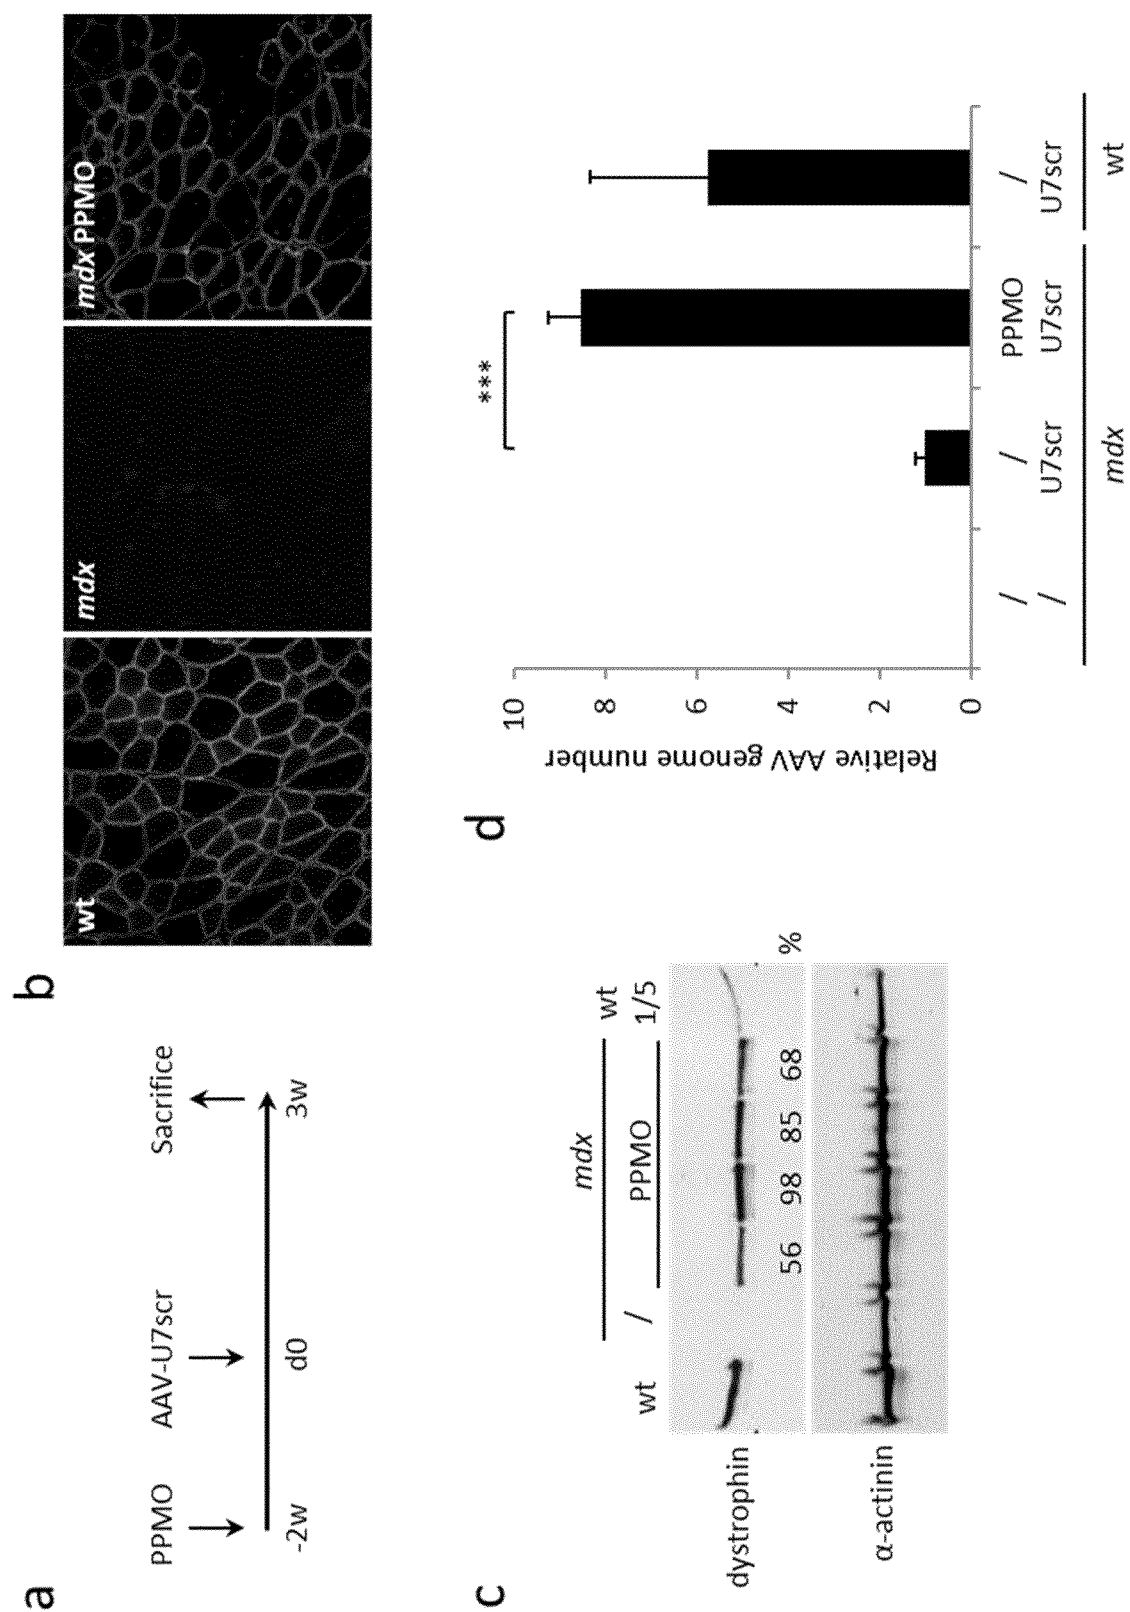 a
PPMO AAV-U7scr Sacrifice
-2w d0 3w
b
wt
mdx
mdx PPMO
c
mdx
wt / PPMO wt 1/5
dystrophin
56 98 85 68 %
α-actinin
d
Relative AAV genome number
10
8
6
4
2
0
***
/ / PPMO /
/ U7scr U7scr U7scr
mdx wt